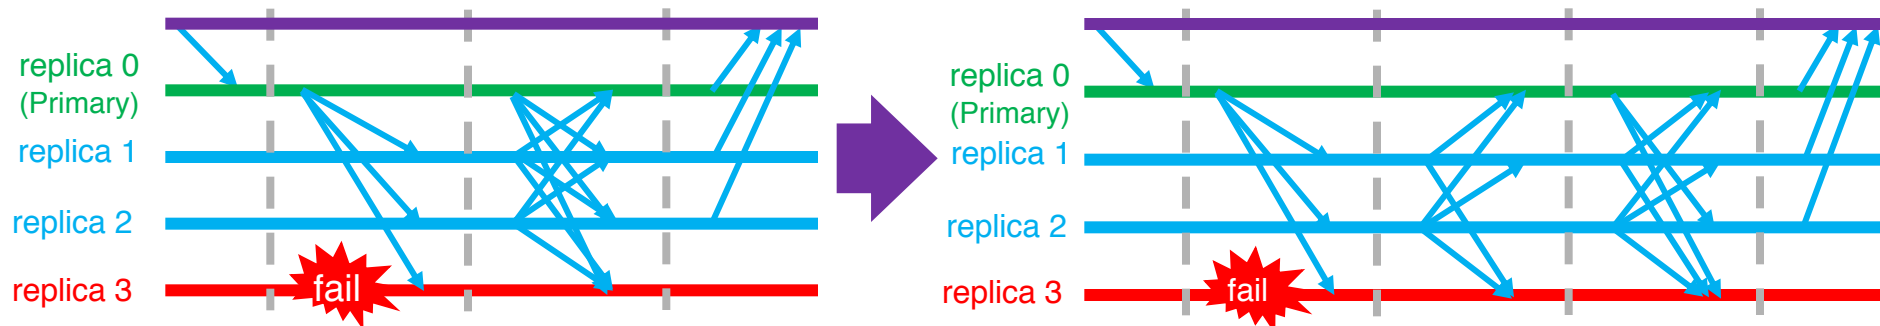 replica 0
(Primary)
replica 1
replica 2
replica 3
fail
replica 0
(Primary)
replica 1
replica 2
replica 3
fail